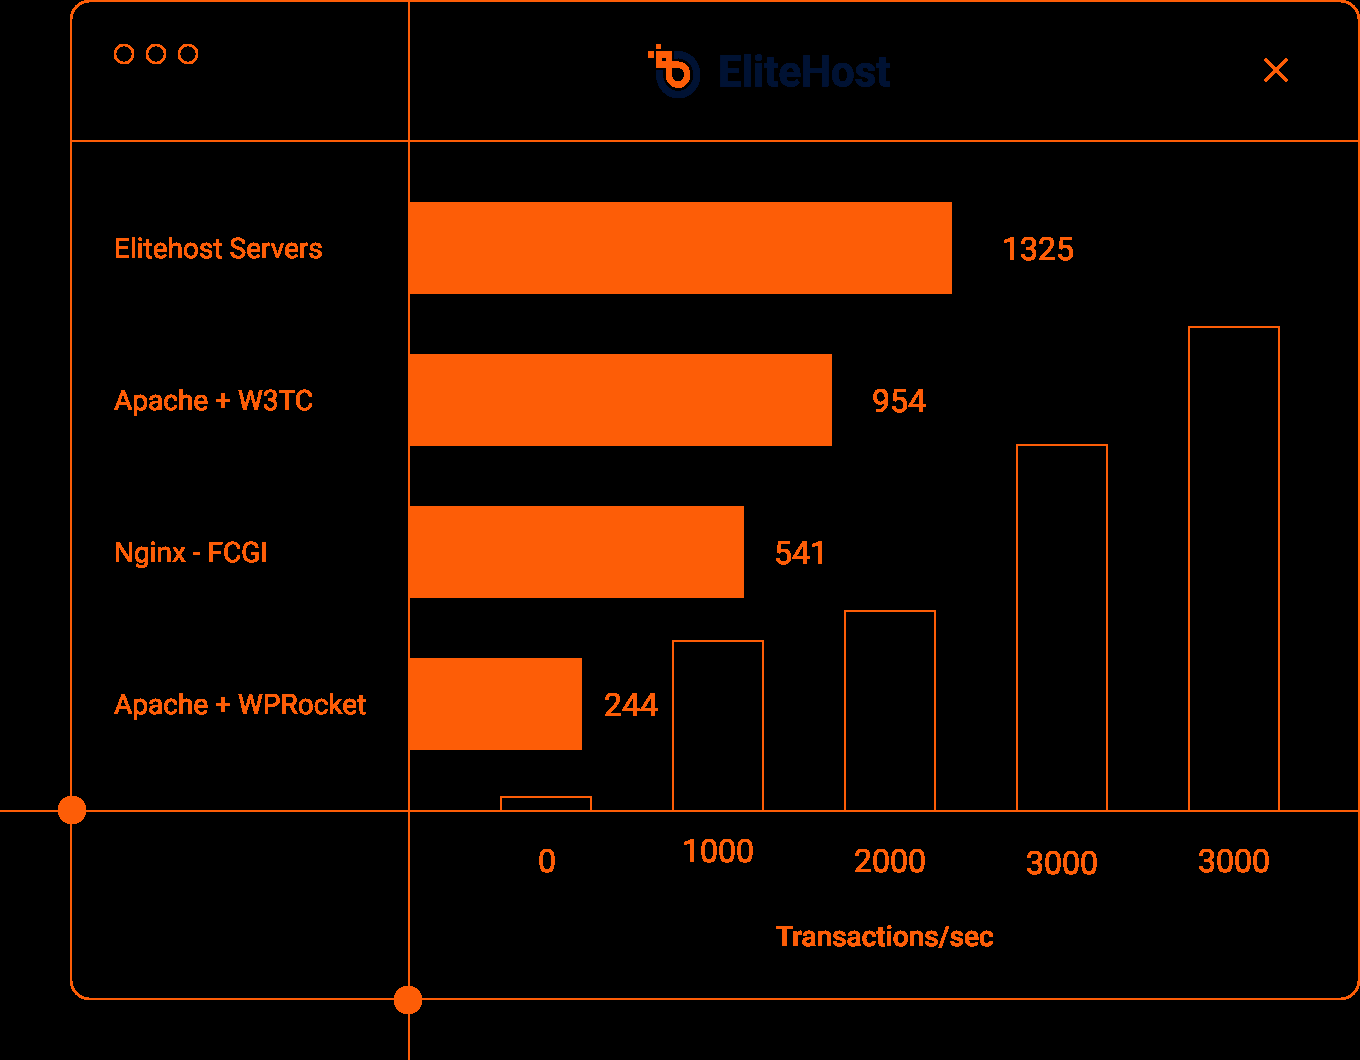 EliteHost
Elitehost Servers
1325
Apache + W3TC
954
Nginx - FCGI
541
Apache + WPRocket
244
0
1000
2000
3000
3000
Transactions/sec